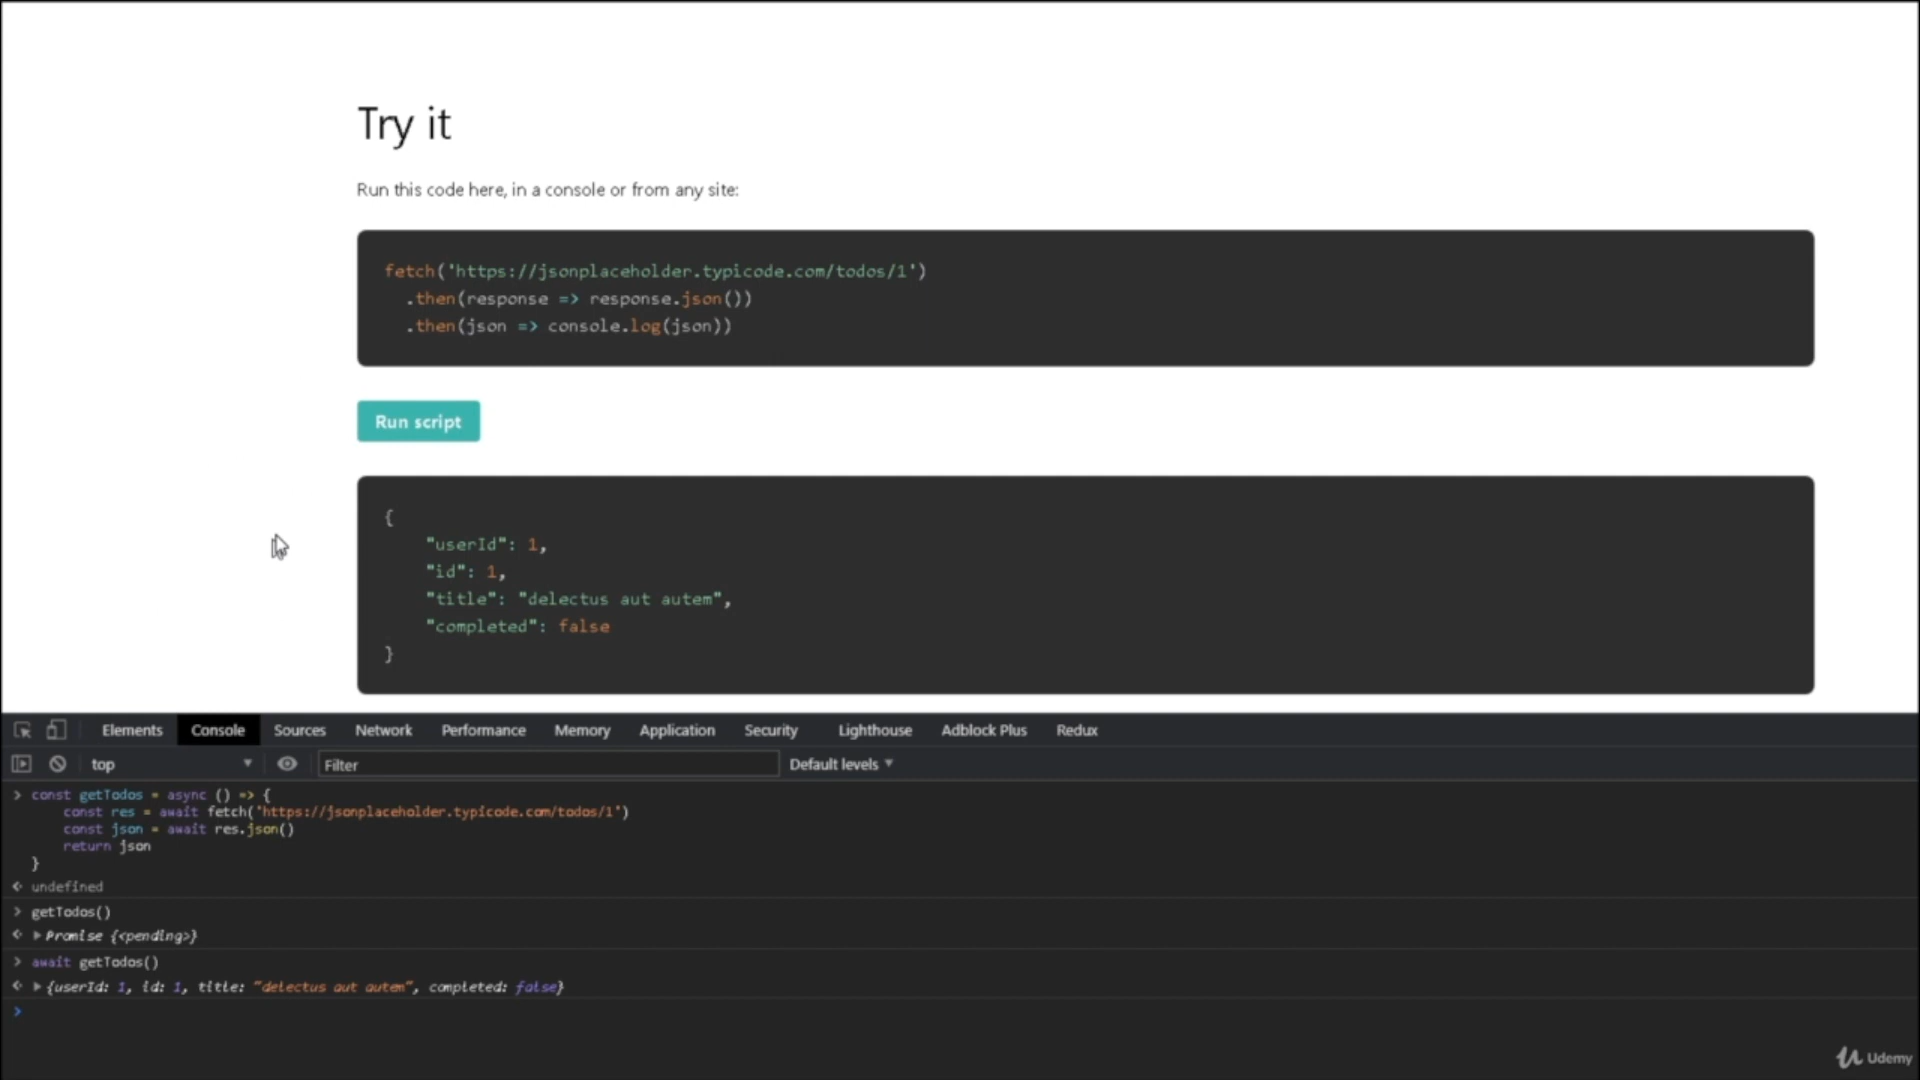 Try it
Run this code here, in a console or from any site:
fetch('https://jsonplaceholder.typicode.com/todos/1')
.then(response => response.json())
.then(json => console.log(json))
Run script
{
"userId": 1,
"id": 1,
"title": "delectus aut autem",
"completed": false
}
Elements Console Sources Network Performance Memory Application Security Lighthouse Adblock Plus Redux
top Filter Default levels
> const getTodos = async () => {
const res = await fetch('https://jsonplaceholder.typicode.com/todos/1')
const json = await res.json()
return json
}
undefined
> getTodos()
Promise {<pending>}
> await getTodos()
{userId: 1, id: 1, title: "delectus aut autem", completed: false}
>
Udemy